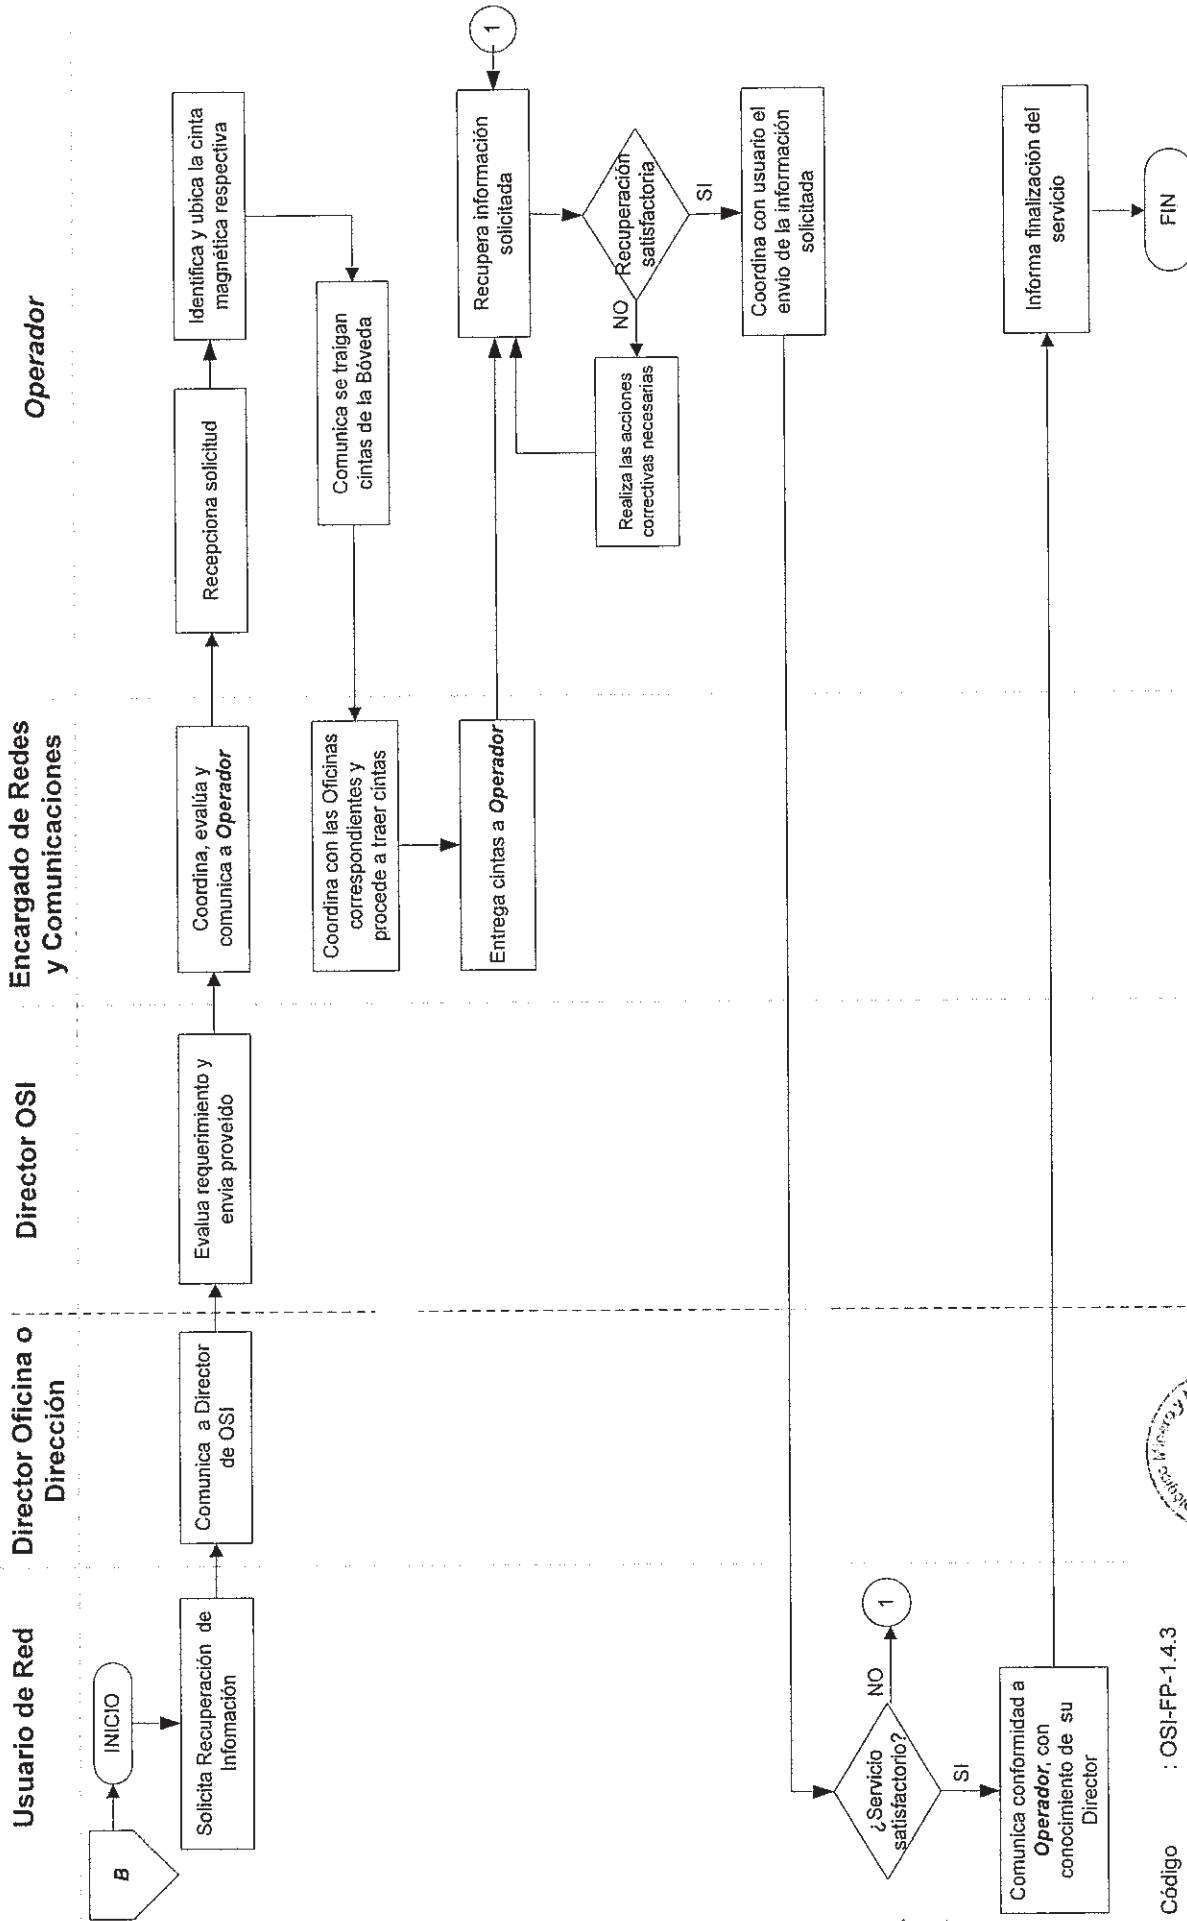 Usuario de Red
Director Oficina o
Dirección
Director OSI
Encargado de Redes
y Comunicaciones
Operador
B
INICIO
Solicita Recuperación de
Infomación
Comunica a Director
de OSI
Evalua requerimiento y
envia proveido
Coordina, evalua y
comunica a Operador
Recepciona solicitud
Identifica y ubica la cinta
magnética respectiva
Comunica se traigan
cintas de la Bóveda
Coordina con las Oficinas
correspondientes y
procede a traer cintas
Entrega cintas a Operador
Recupera información
solicitada
1
Recuperación
satisfactoria
NO
SI
Realiza las acciones
correctivas necesarias
Coordina con usuario el
envio de la información
solicitada
¿Servicio
satisfactorio?
NO
1
SI
Comunica conformidad a
Operador, con
conocimiento de su
Director
Informa finalización del
servicio
FIN
Código : OSI-FP-1.4.3